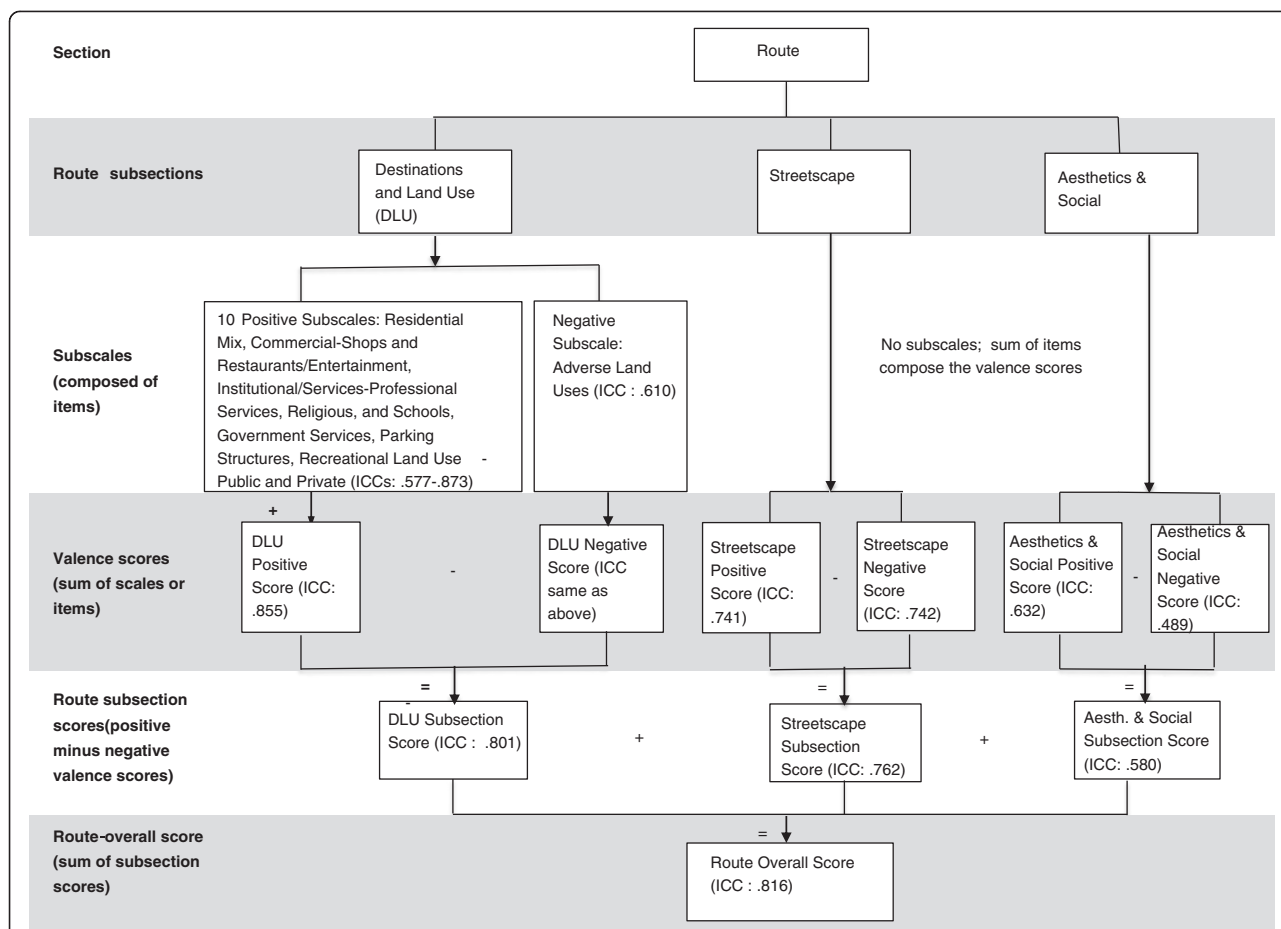 Section
Route
Route subsections
Destinations
and Land Use
(DLU)
Streetscape
Aesthetics &
Social
Subscales
(composed of
items)
10 Positive Subscales: Residential
Mix, Commercial-Shops and
Restaurants/Entertainment,
Institutional/Services-Professional
Services, Religious, and Schools,
Government Services, Parking
Structures, Recreational Land Use -
Public and Private (ICCs: .577-.873)
Negative
Subscale:
Adverse Land
Uses (ICC : .610)
No subscales; sum of items
compose the valence scores
Valence scores
(sum of scales or
items)
+
DLU
Positive
Score (ICC:
.855)
-
DLU Negative
Score (ICC
same as
above)
Streetscape
Positive
Score (ICC:
.741)
-
Streetscape
Negative
Score
(ICC: .742)
Aesthetics &
Social Positive
Score (ICC:
.632)
-
Aesthetics &
Social
Negative
Score (ICC:
.489)
Route subsection
scores(positive
minus negative
valence scores)
=
-
DLU Subsection
Score (ICC : .801)
+
=
Streetscape
Subsection
Score (ICC: .762)
+
=
Aesth. & Social
Subsection Score
(ICC: .580)
Route-overall score
(sum of subsection
scores)
=
Route Overall Score
(ICC : .816)